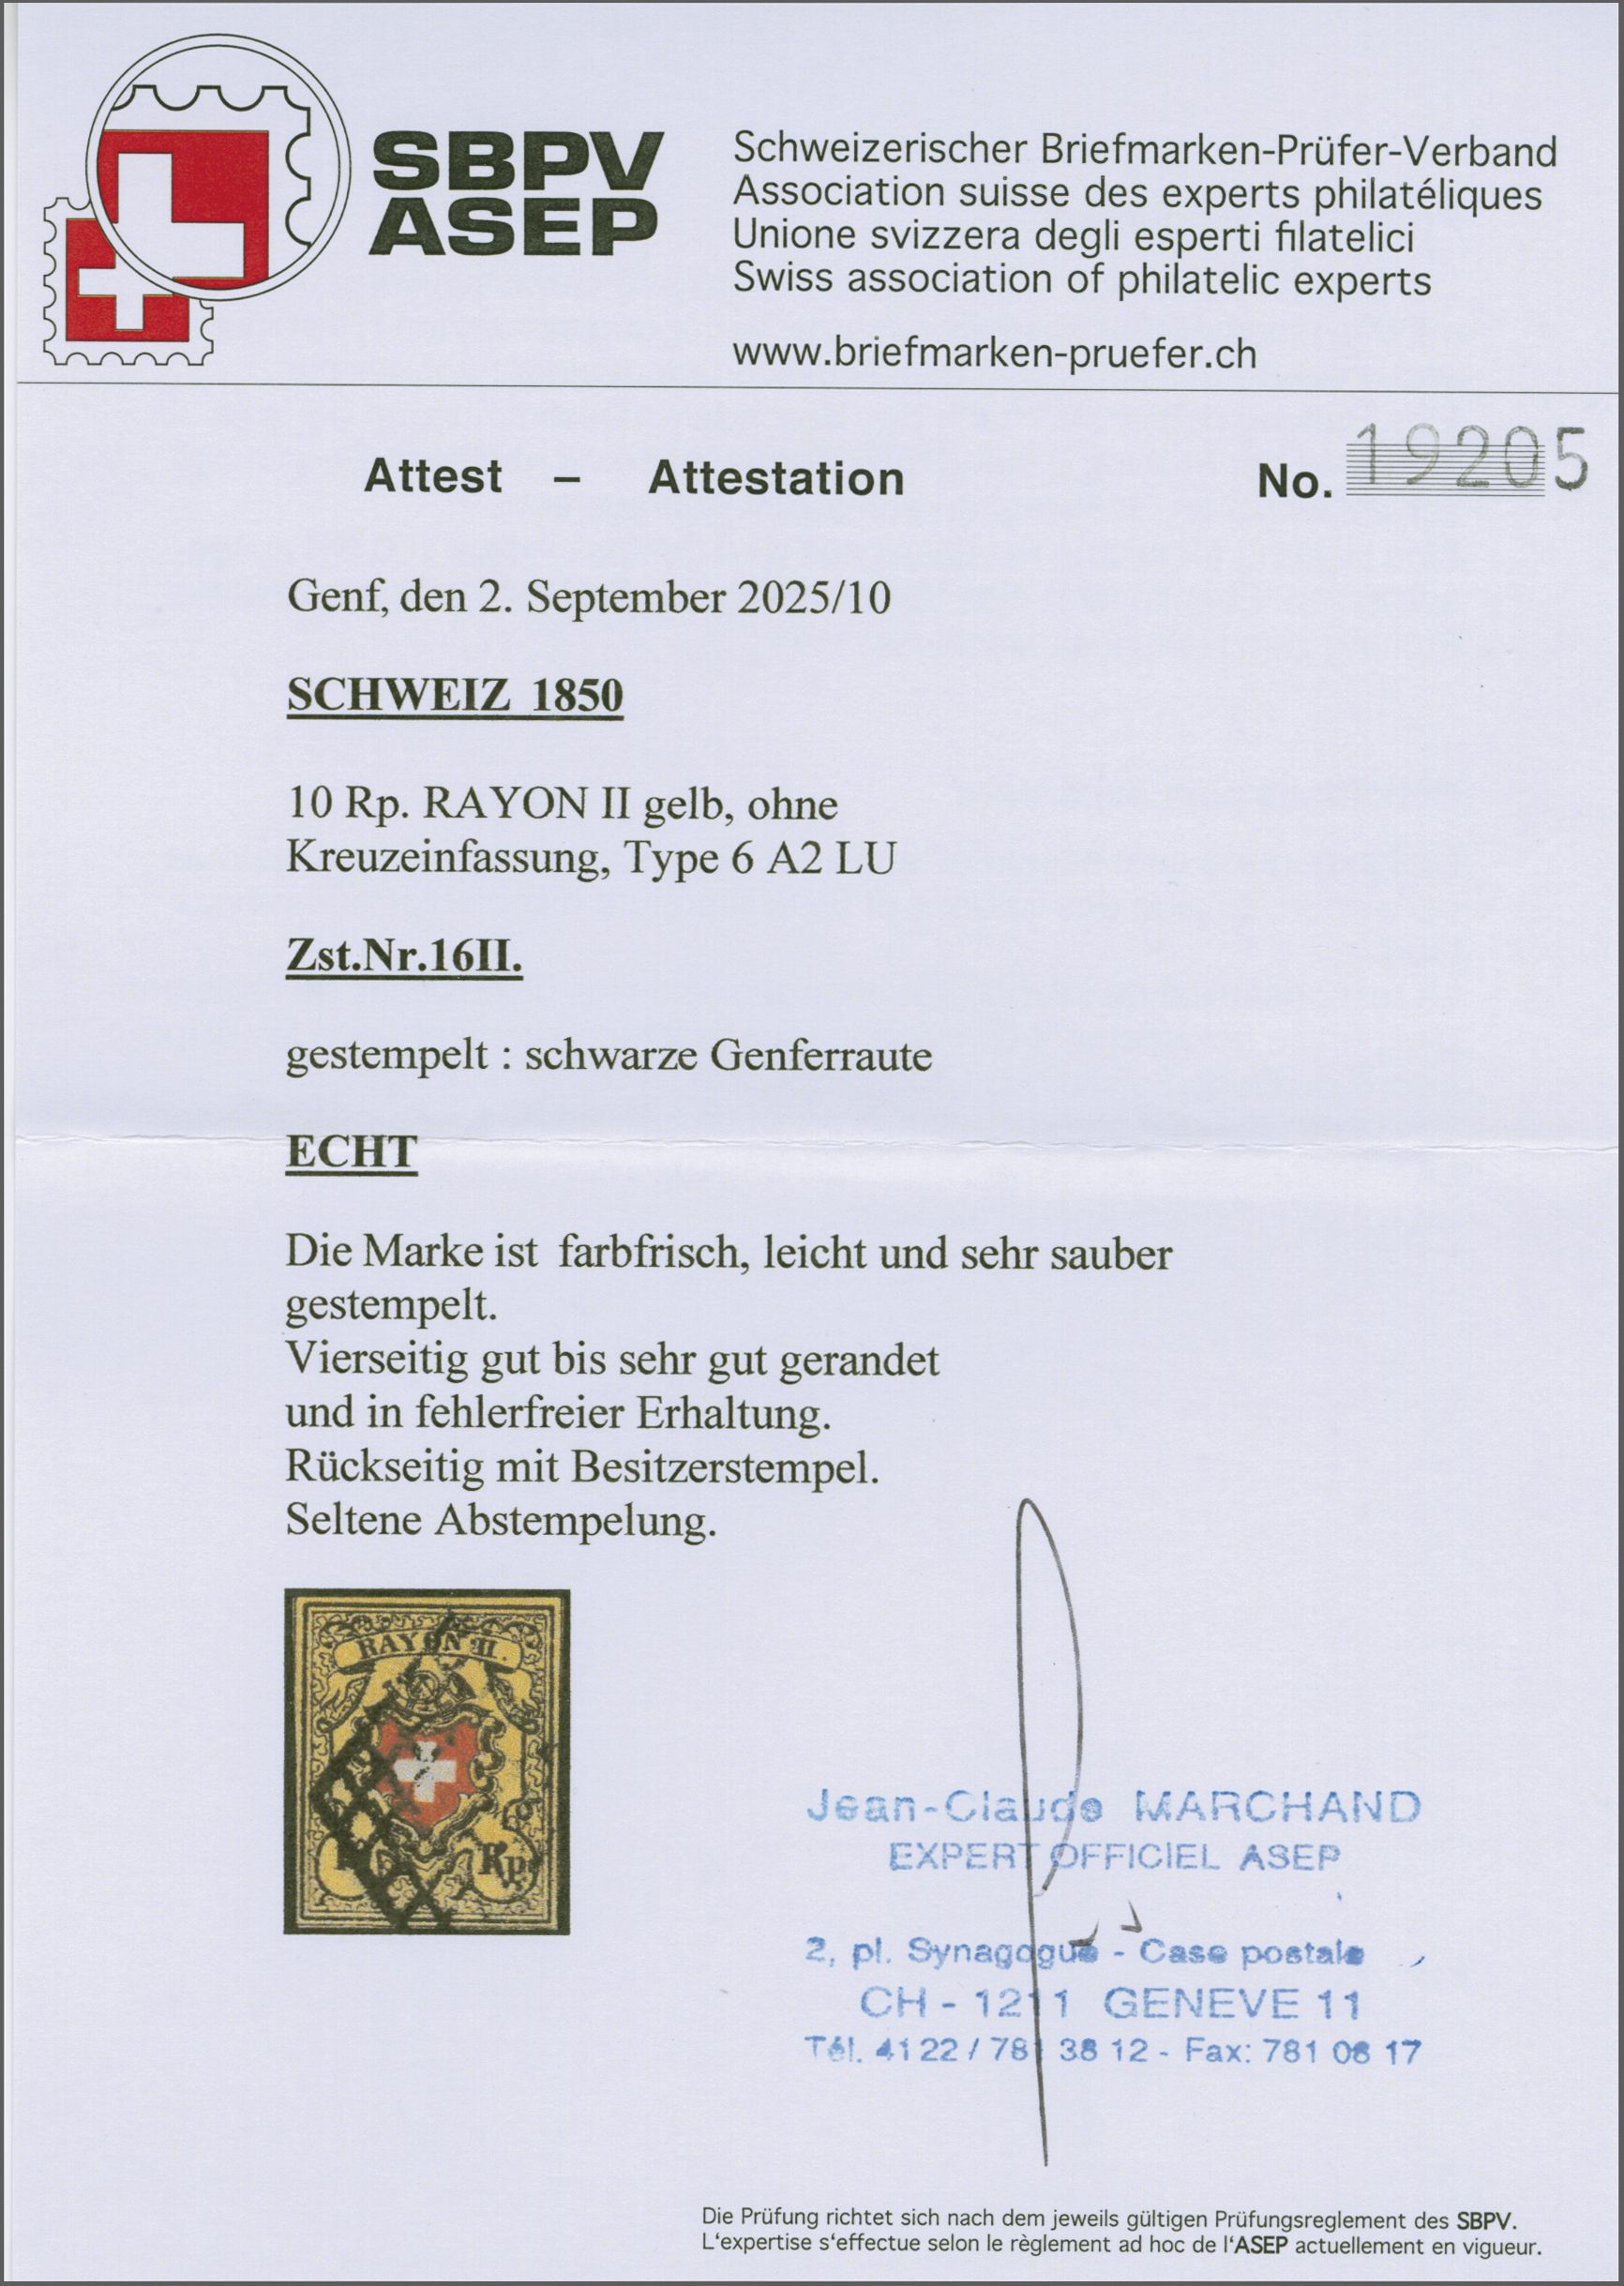 SBPV
ASEP
Schweizerischer Briefmarken-Prüfer-Verband
Association suisse des experts philatéliques
Unione svizzera degli esperti filatelici
Swiss association of philatelic experts
www.briefmarken-pruefer.ch
Attest – Attestation No. 19205
Genf, den 2. September 2025/10
SCHWEIZ 1850
10 Rp. RAYON II gelb, ohne
Kreuzeinfassung, Type 6 A2 LU
Zst.Nr.16II.
gestempelt : schwarze Genferraute
ECHT
Die Marke ist farbfrisch, leicht und sehr sauber
gestempelt.
Vierseitig gut bis sehr gut gerandet
und in fehlerfreier Erhaltung.
Rückseitig mit Besitzerstempel.
Seltene Abstempelung.
RAYON II.
Rp.
Jean-Claude MARCHAND
EXPERT OFFICIEL ASEP
2, pl. Synagogue - Case postale
CH - 1211 GENEVE 11
Tél. 41 22 / 781 38 12 - Fax: 781 06 17
Die Prüfung richtet sich nach dem jeweils gültigen Prüfungsreglement des SBPV.
L'expertise s'effectue selon le règlement ad hoc de l'ASEP actuellement en vigueur.